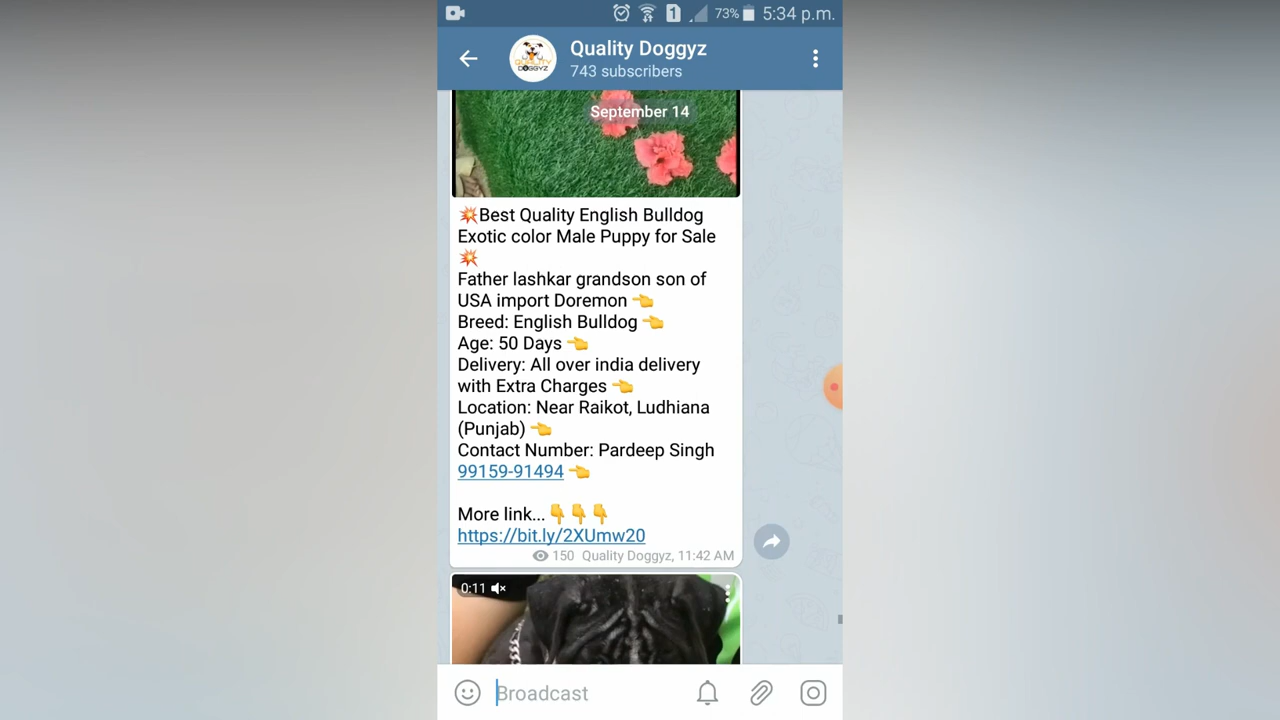 1 73% 5:34 p.m.
Quality Doggyz
743 subscribers
QUALITY
DOGGYZ
September 14
💥Best Quality English Bulldog
Exotic color Male Puppy for Sale
💥
Father lashkar grandson son of
USA import Doremon 👈
Breed: English Bulldog 👈
Age: 50 Days 👈
Delivery: All over india delivery
with Extra Charges 👈
Location: Near Raikot, Ludhiana
(Punjab) 👈
Contact Number: Pardeep Singh
99159-91494 👈
More link...👇👇👇
https://bit.ly/2XUmw20
150 Quality Doggyz, 11:42 AM
0:11
Broadcast